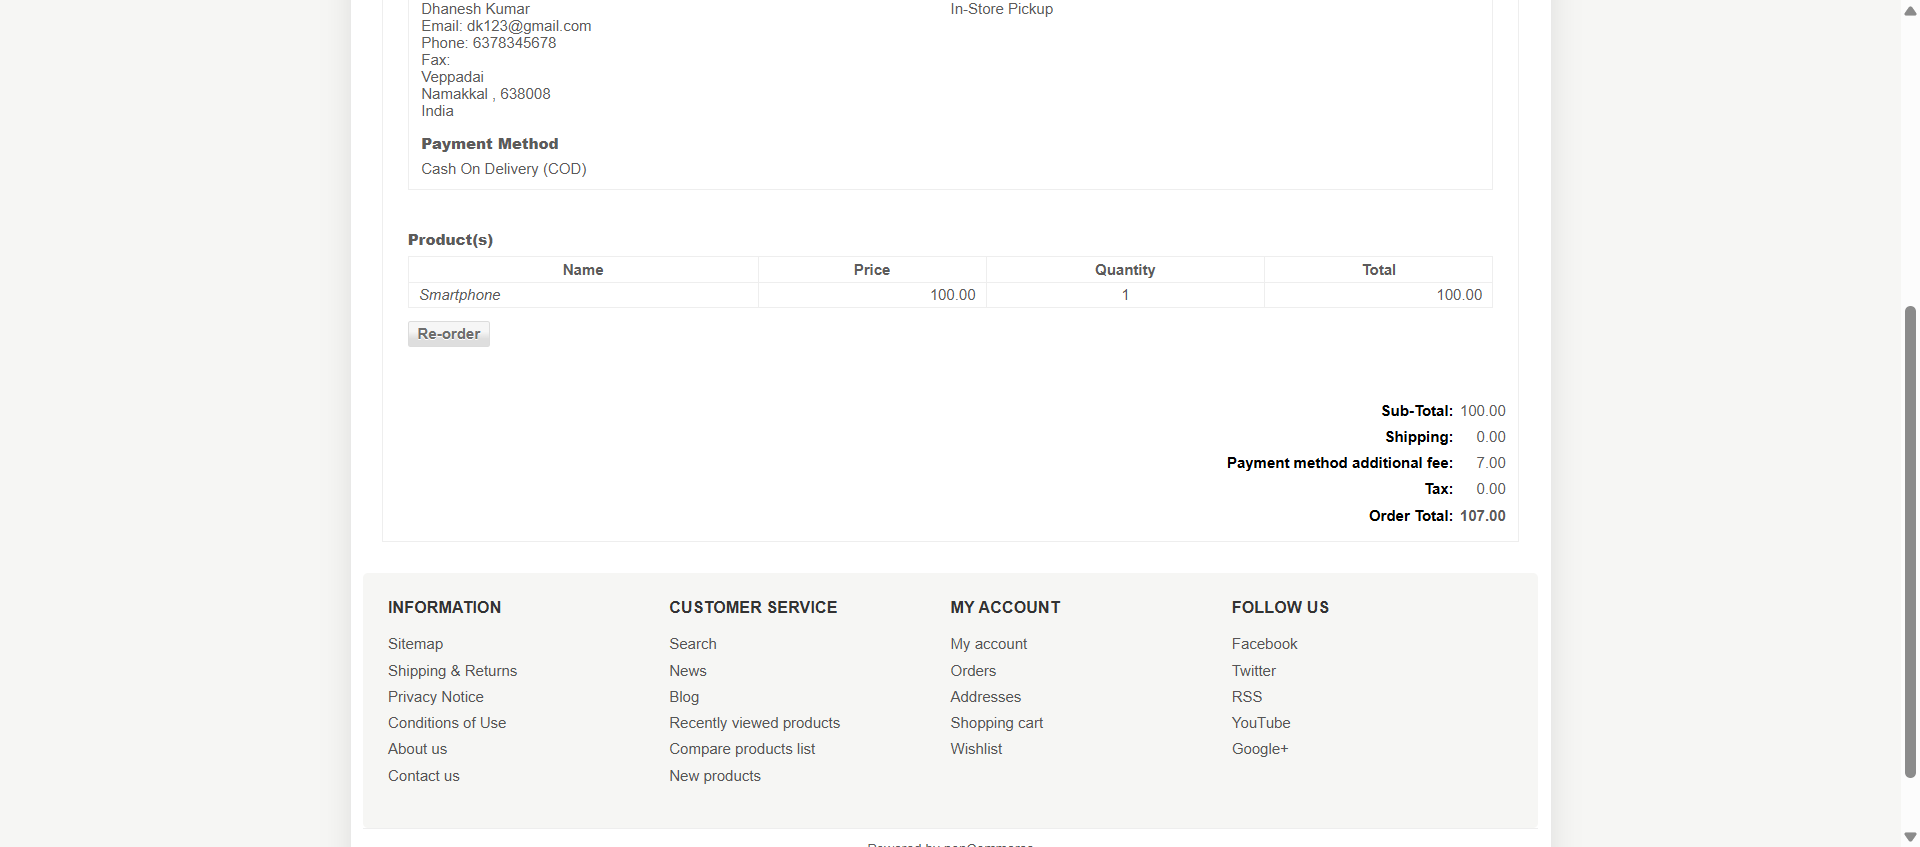 Dhanesh Kumar
In-Store Pickup
Email: dk123@gmail.com
Phone: 6378345678
Fax:
Veppadai
Namakkal , 638008
India
Payment Method
Cash On Delivery (COD)
Product(s)
Name Price Quantity Total
Smartphone 100.00 1 100.00
Re-order
Sub-Total: 100.00
Shipping: 0.00
Payment method additional fee: 7.00
Tax: 0.00
Order Total: 107.00
INFORMATION
Sitemap
Shipping & Returns
Privacy Notice
Conditions of Use
About us
Contact us
CUSTOMER SERVICE
Search
News
Blog
Recently viewed products
Compare products list
New products
MY ACCOUNT
My account
Orders
Addresses
Shopping cart
Wishlist
FOLLOW US
Facebook
Twitter
RSS
YouTube
Google+
Powered by nopCommerce